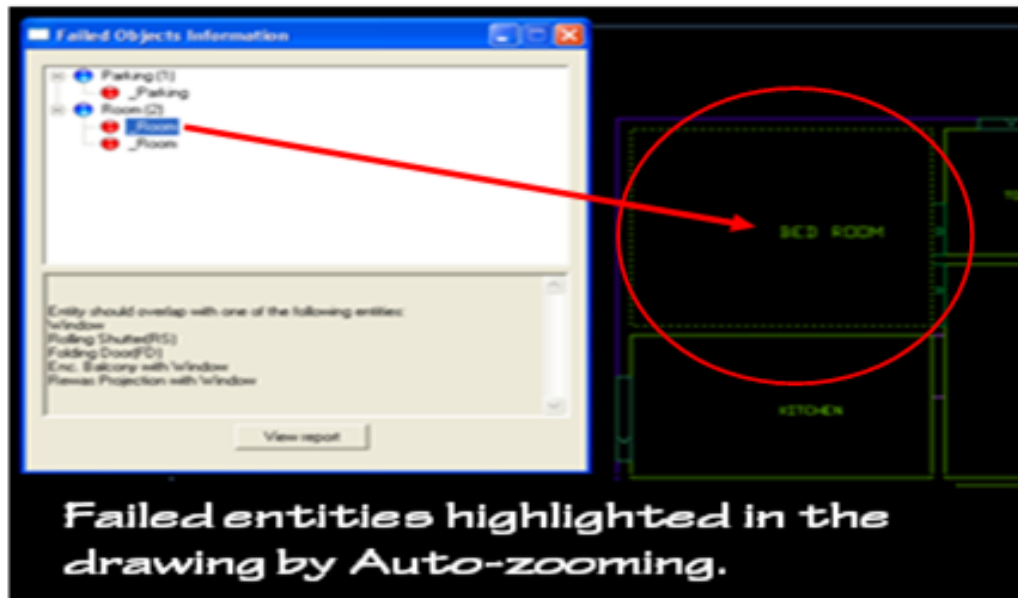 Failed Objects Information
Parking (1)
_Parking
Room (2)
_Room
_Room
Entity should overlap with one of the following entities:
Window
Rolling Shutter(RS)
Folding Door(FD)
Enc. Balcony with Window
Rewas Projection with Window
View report
BED ROOM
TO
KITCHEN
Failed entities highlighted in the
drawing by Auto-zooming.